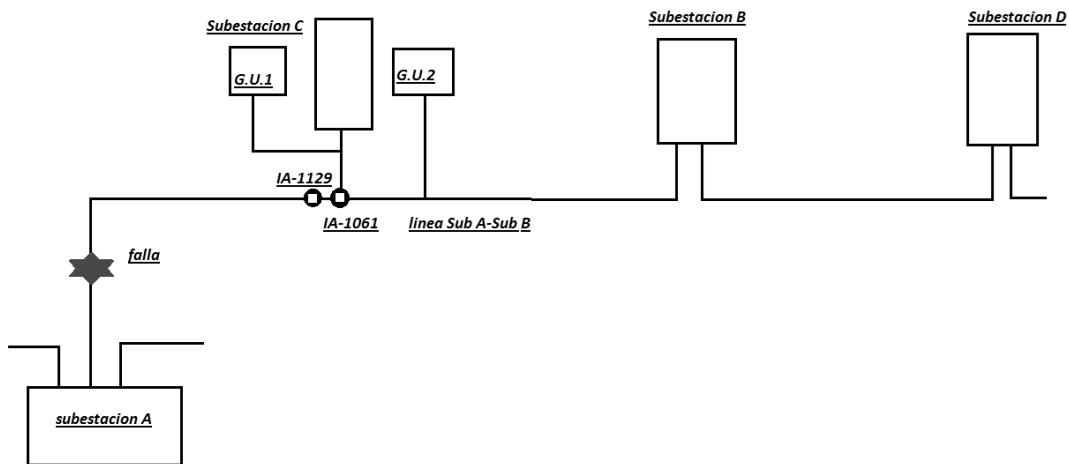 Subestacion C
Subestacion B
Subestacion D
G.U.1
G.U.2
IA-1129
IA-1061
linea Sub A-Sub B
falla
subestacion A